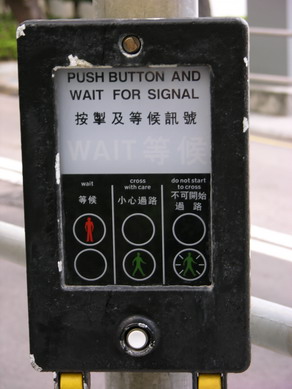 PUSH BUTTON AND
WAIT FOR SIGNAL
按掣及等候訊號
WAIT 等候
wait
等候
cross
with care
小心過路
do not start
to cross
不可開始
過路